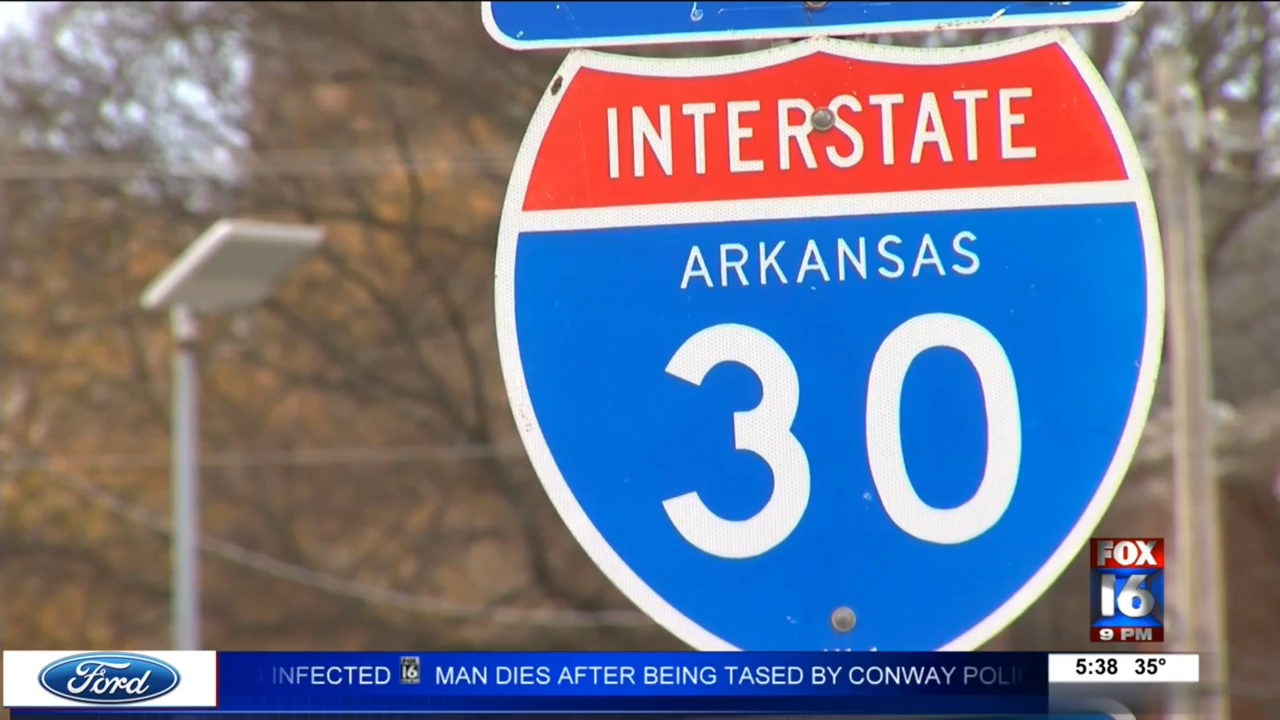 INTERSTATE
ARKANSAS
30
FOX
16
9 PM
Ford
INFECTED 16 MAN DIES AFTER BEING TASED BY CONWAY POLI
5:38 35°